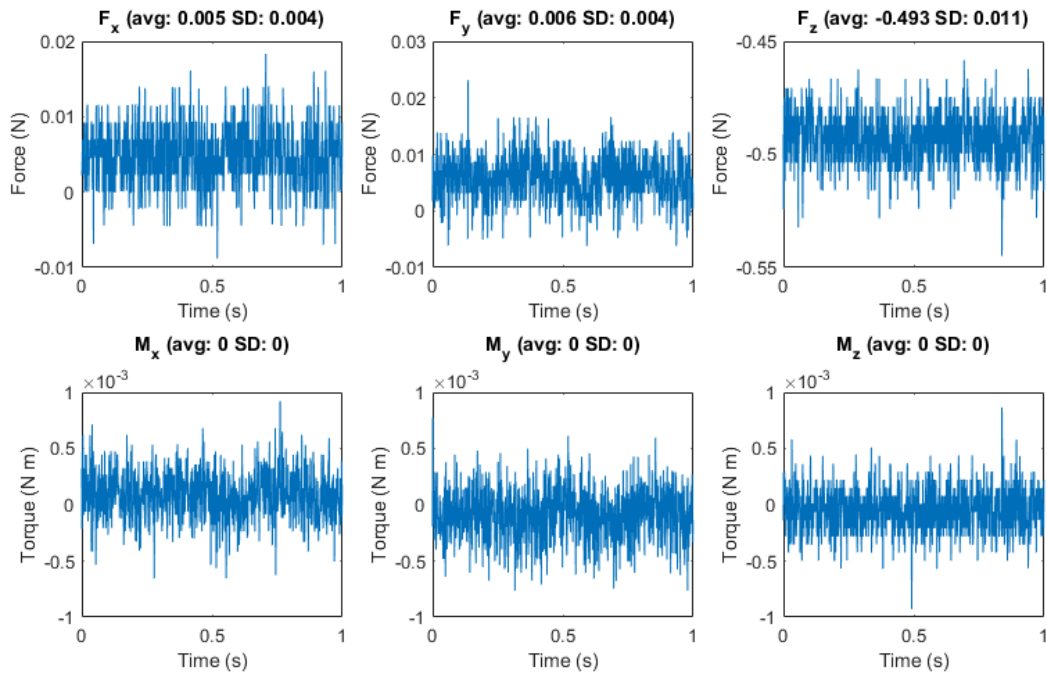 F_x (avg: 0.005 SD: 0.004)
0.02
0.01
0
-0.01
Force (N)
0
0.5
1
Time (s)
F_y (avg: 0.006 SD: 0.004)
0.03
0.02
0.01
0
-0.01
Force (N)
0
0.5
1
Time (s)
F_z (avg: -0.493 SD: 0.011)
-0.45
-0.5
-0.55
Force (N)
0
0.5
1
Time (s)
M_x (avg: 0 SD: 0)
×10^-3
1
0.5
0
-0.5
-1
Torque (N m)
0
0.5
1
Time (s)
M_y (avg: 0 SD: 0)
×10^-3
1
0.5
0
-0.5
-1
Torque (N m)
0
0.5
1
Time (s)
M_z (avg: 0 SD: 0)
×10^-3
1
0.5
0
-0.5
-1
Torque (N m)
0
0.5
1
Time (s)